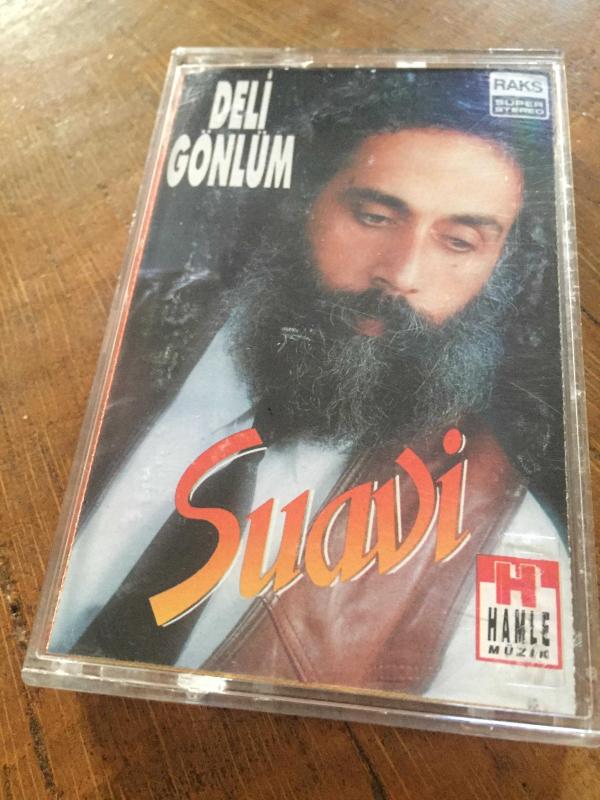 DELİ
GÖNLÜM
RAKS
SÜPER
STEREO
Suavi
H
HAMLE
MÜZİK